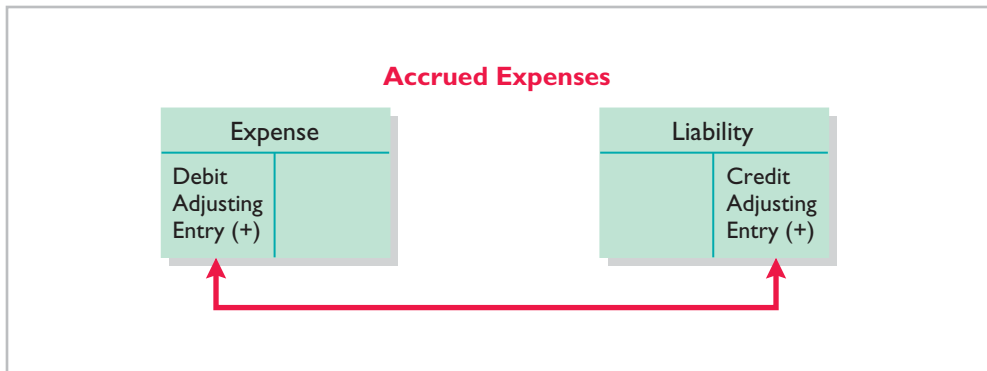 Accrued Expenses
Expense
Debit
Adjusting
Entry (+)
Liability
Credit
Adjusting
Entry (+)